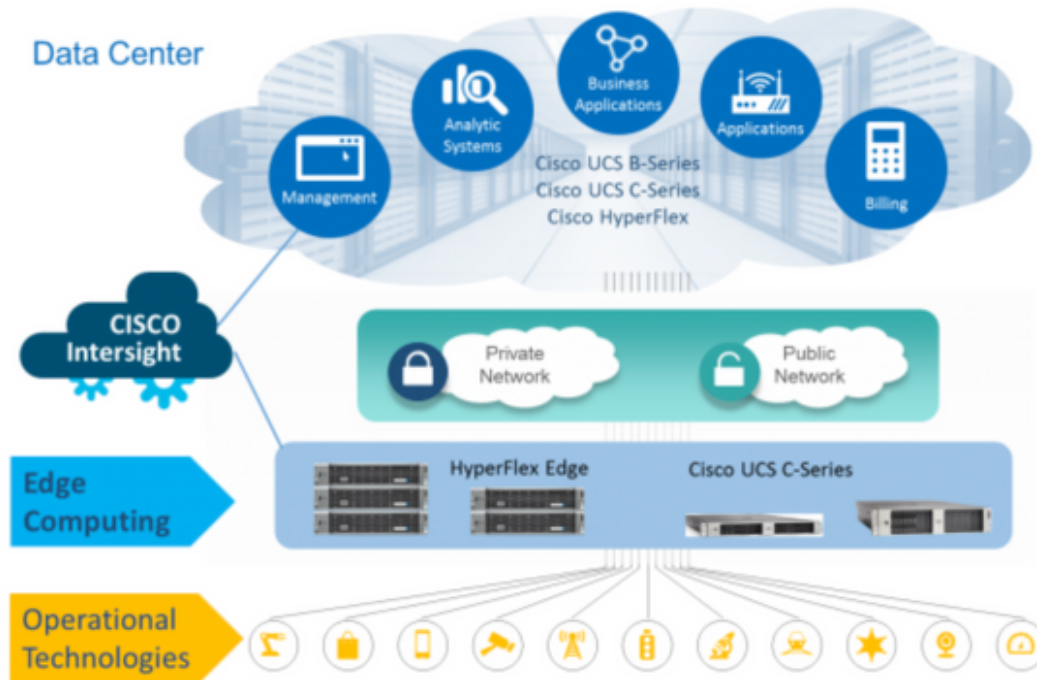 Data Center
Management
Analytic
Systems
Business
Applications
Applications
Billing
Cisco UCS B-Series
Cisco UCS C-Series
Cisco HyperFlex
CISCO
Intersight
Private
Network
Public
Network
Edge
Computing
HyperFlex Edge
Cisco UCS C-Series
Operational
Technologies